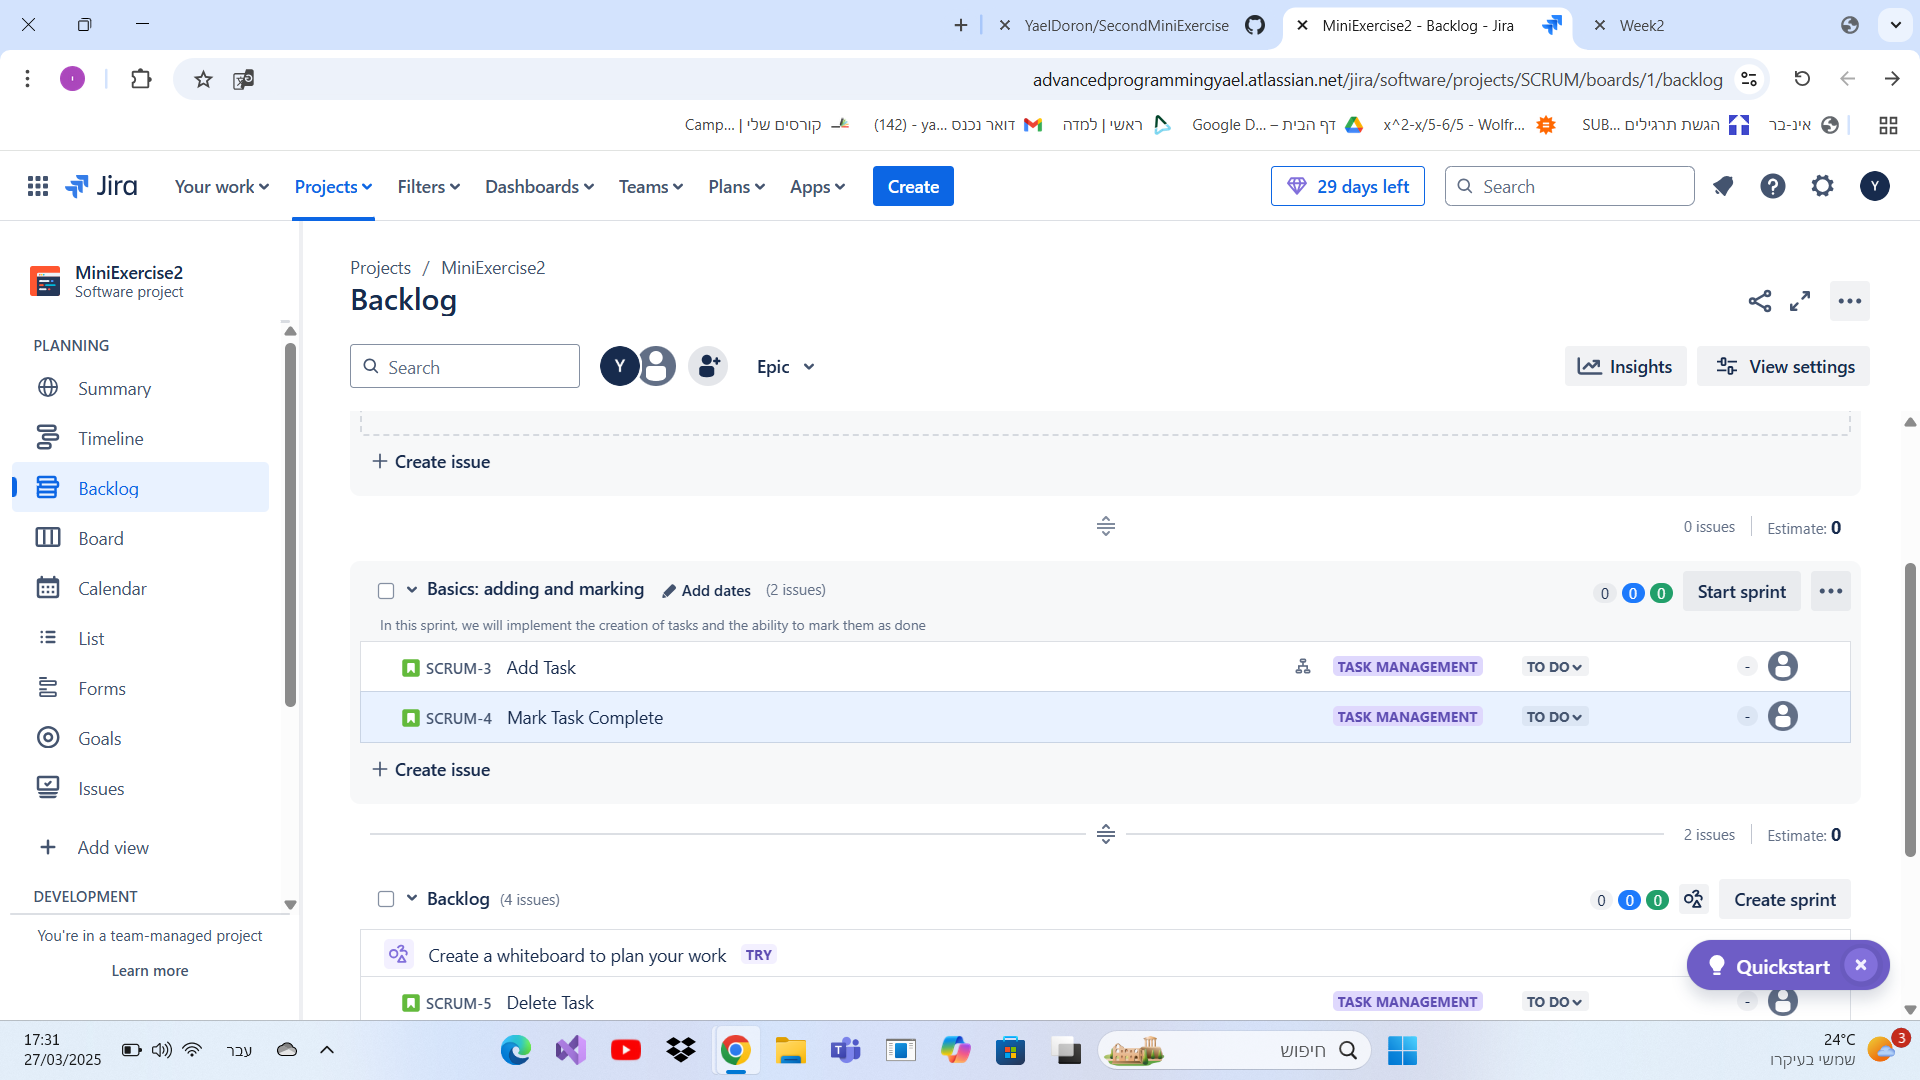 YaelDoron/SecondMiniExercise
MiniExercise2 - Backlog - Jira
Week2
advancedprogrammingyael.atlassian.net/jira/software/projects/SCRUM/boards/1/backlog
Camp... | קורסים שלי
(142) - ya... דואר נכנס
ראשי | למדה
Google D... – דף הבית
x^2-x/5-6/5 - Wolfr...
SUB... הגשת תרגילים
אינ-בר
Jira
Your work
Projects
Filters
Dashboards
Teams
Plans
Apps
Create
29 days left
Search
Y
MiniExercise2
Software project
PLANNING
Summary
Timeline
Backlog
Board
Calendar
List
Forms
Goals
Issues
Add view
DEVELOPMENT
You're in a team-managed project
Learn more
Projects / MiniExercise2
Backlog
Search
Y
Epic
Insights
View settings
+ Create issue
0 issues Estimate: 0
Basics: adding and marking Add dates (2 issues) 0 0 0 Start sprint
In this sprint, we will implement the creation of tasks and the ability to mark them as done
SCRUM-3 Add Task TASK MANAGEMENT TO DO -
SCRUM-4 Mark Task Complete TASK MANAGEMENT TO DO -
+ Create issue
2 issues Estimate: 0
Backlog (4 issues) 0 0 0 Create sprint
Create a whiteboard to plan your work TRY
Quickstart
SCRUM-5 Delete Task TASK MANAGEMENT TO DO -
17:31
27/03/2025
עבר
חיפוש
24°C
שמשי בעיקרו
3